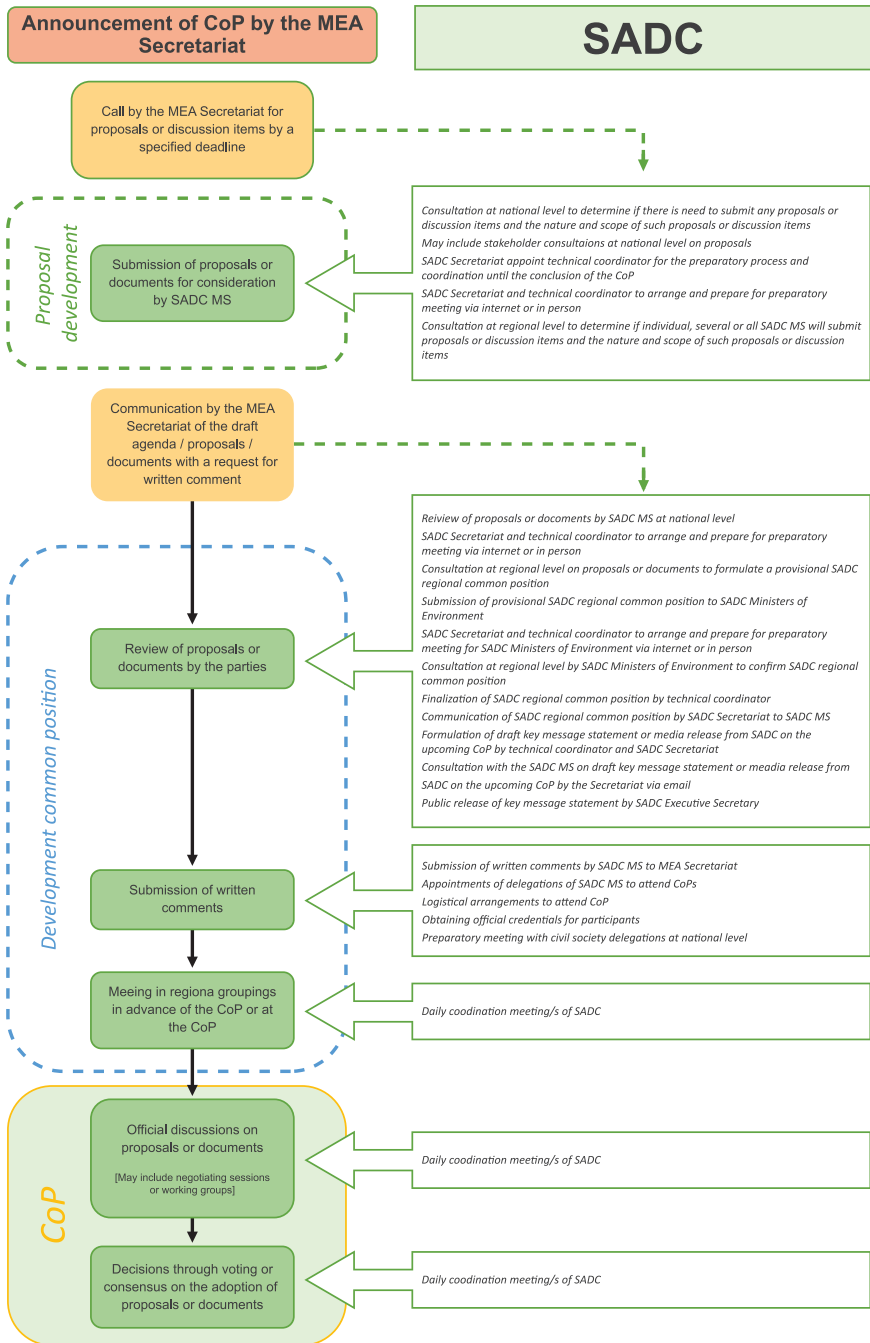 Announcement of CoP by the MEA
Secretariat
SADC
Call by the MEA Secretariat for
proposals or discussion items by a
specified deadline
Proposal
development
Submission of proposals or
documents for consideration
by SADC MS
Consultation at national level to determine if there is need to submit any proposals or
discussion items and the nature and scope of such proposals or discussion items
May include stakeholder consultaions at national level on proposals
SADC Secretariat appoint technical coordinator for the preparatory process and
coordination until the conclusion of the CoP
SADC Secretariat and technical coordinator to arrange and prepare for preparatory
meeting via internet or in person
Consultation at regional level to determine if individual, several or all SADC MS will submit
proposals or discussion items and the nature and scope of such proposals or discussion
items
Communication by the MEA
Secretariat of the draft
agenda / proposals /
documents with a request for
written comment
Development common position
Review of proposals or
documents by the parties
Reiview of proposals or docoments by SADC MS at national level
SADC Secretariat and technical coordinator to arrange and prepare for preparatory
meeting via internet or in person
Consultation at regional level on proposals or documents to formulate a provisional SADC
regional common position
Submission of provisional SADC regional common position to SADC Ministers of
Environment
SADC Secretariat and technical coordinator to arrange and prepare for preparatory
meeting for SADC Ministers of Environment via internet or in person
Consultation at regional level by SADC Ministers of Environment to confirm SADC regional
common position
Finalization of SADC regional common position by technical coordinator
Communication of SADC regional common position by SADC Secretariat to SADC MS
Formulation of draft key message statement or media release from SADC on the
upcoming CoP by technical coordinator and SADC Secretariat
Consultation with the SADC MS on draft key message statement or meadia release from
SADC on the upcoming CoP by the Secretariat via email
Public release of key message statement by SADC Executive Secretary
Submission of written
comments
Submission of written comments by SADC MS to MEA Secretariat
Appointments of delegations of SADC MS to attend CoPs
Logistical arrangements to attend CoP
Obtaining official credentials for participants
Preparatory meeting with civil society delegations at national level
Meeing in regiona groupings
in advance of the CoP or at
the CoP
Daily coodination meeting/s of SADC
CoP
Official discussions on
proposals or documents
[May include negotiating sessions
or working groups]
Daily coodination meeting/s of SADC
Decisions through voting or
consensus on the adoption of
proposals or documents
Daily coodination meeting/s of SADC